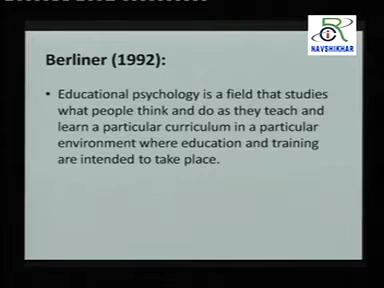 NAVSHIKHAR
Berliner (1992):
• Educational psychology is a field that studies
what people think and do as they teach and
learn a particular curriculum in a particular
environment where education and training
are intended to take place.